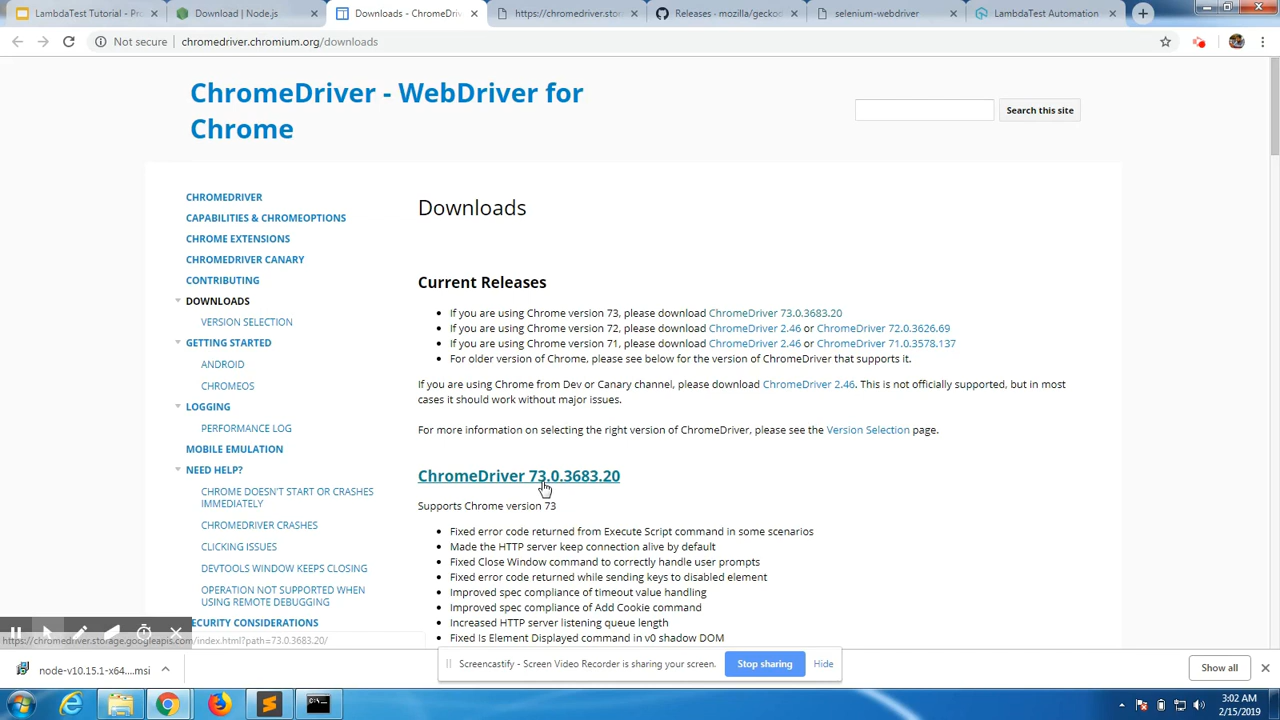 LambdaTest Tutorial - Pr
Download | Node.js
Downloads - ChromeDriv
https://chromedriver.stor
Releases - mozilla/gecko
selenium-webdriver
LambdaTest Automation
Not secure
chromedriver.chromium.org/downloads
ChromeDriver - WebDriver for
Chrome
Search this site
CHROMEDRIVER
CAPABILITIES & CHROMEOPTIONS
CHROME EXTENSIONS
CHROMEDRIVER CANARY
CONTRIBUTING
DOWNLOADS
VERSION SELECTION
GETTING STARTED
ANDROID
CHROMEOS
LOGGING
PERFORMANCE LOG
MOBILE EMULATION
NEED HELP?
CHROME DOESN'T START OR CRASHES
IMMEDIATELY
CHROMEDRIVER CRASHES
CLICKING ISSUES
DEVTOOLS WINDOW KEEPS CLOSING
OPERATION NOT SUPPORTED WHEN
USING REMOTE DEBUGGING
ECURITY CONSIDERATIONS
Downloads
Current Releases
If you are using Chrome version 73, please download ChromeDriver 73.0.3683.20
If you are using Chrome version 72, please download ChromeDriver 2.46 or ChromeDriver 72.0.3626.69
If you are using Chrome version 71, please download ChromeDriver 2.46 or ChromeDriver 71.0.3578.137
For older version of Chrome, please see below for the version of ChromeDriver that supports it.
If you are using Chrome from Dev or Canary channel, please download ChromeDriver 2.46. This is not officially supported, but in most
cases it should work without major issues.
For more information on selecting the right version of ChromeDriver, please see the Version Selection page.
ChromeDriver 73.0.3683.20
Supports Chrome version 73
Fixed error code returned from Execute Script command in some scenarios
Made the HTTP server keep connection alive by default
Fixed Close Window command to correctly handle user prompts
Fixed error code returned while sending keys to disabled element
Improved spec compliance of timeout value handling
Improved spec compliance of Add Cookie command
Increased HTTP server listening queue length
Fixed Is Element Displayed command in v0 shadow DOM
https://chromedriver.storage.googleapis.com/index.html?path=73.0.3683.20/
node-v10.15.1-x64....msi
Screencastify - Screen Video Recorder is sharing your screen.
Stop sharing
Hide
Show all
3:02 AM
2/15/2019